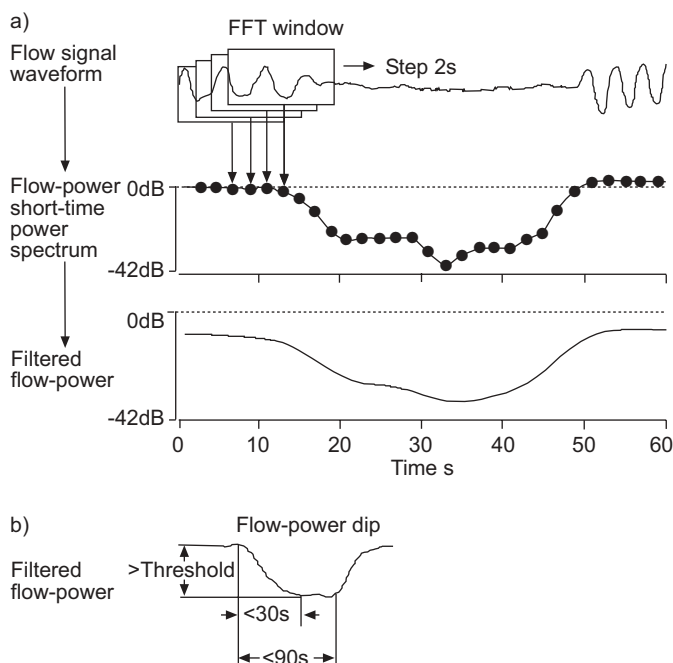 a)
FFT window
Flow signal
waveform
Step 2s
Flow-power
short-time
power
spectrum
0dB
-42dB
0dB
Filtered
flow-power
-42dB
0 10 20 30 40 50 60
Time s
b)
Flow-power dip
Filtered
flow-power
>Threshold
<30s
<90s